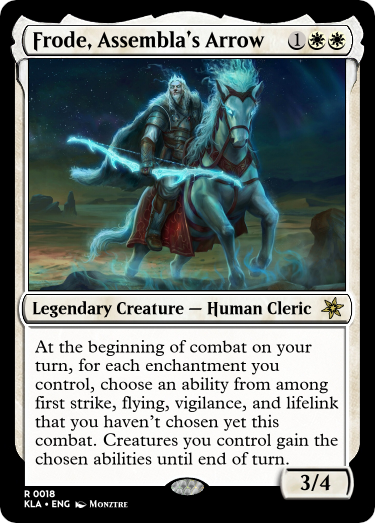 Frode, Assembla's Arrow 1
Legendary Creature — Human Cleric
At the beginning of combat on your
turn, for each enchantment you
control, choose an ability from among
first strike, flying, vigilance, and lifelink
that you haven't chosen yet this
combat. Creatures you control gain the
chosen abilities until end of turn.
3/4
R 0018
KLA • ENG Monztre